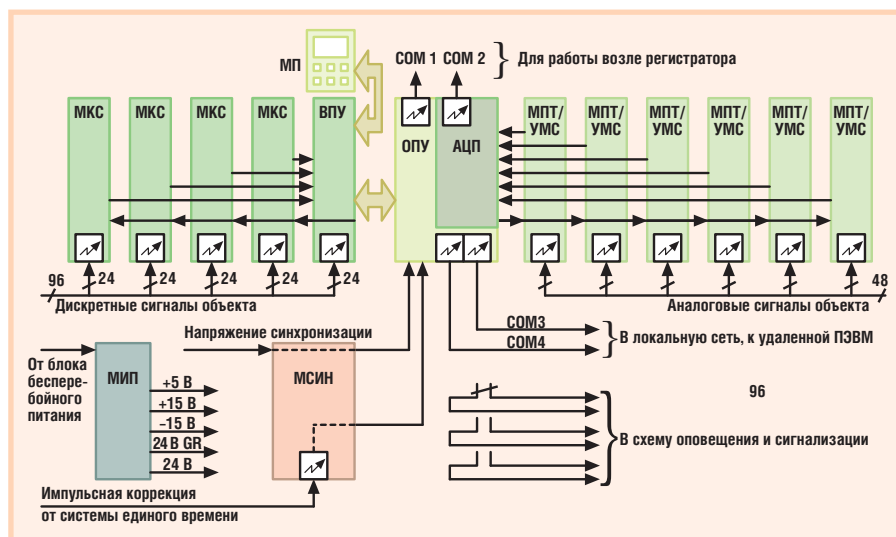 МП
COM 1
COM 2
Для работы возле регистратора
МКС
МКС
МКС
МКС
ВПУ
ОПУ
АЦП
МПТ/
УМС
МПТ/
УМС
МПТ/
УМС
МПТ/
УМС
МПТ/
УМС
МПТ/
УМС
96
24
24
24
24
24
48
Дискретные сигналы объекта
Аналоговые сигналы объекта
Напряжение синхронизации
COM3
COM4
В локальную сеть, к удаленной ПЭВМ
От блока
беспере-
бойного
питания
МИП
+5 В
+15 В
–15 В
24 В GR
24 В
МСИН
96
В схему оповещения и сигнализации
Импульсная коррекция
от системы единого времени